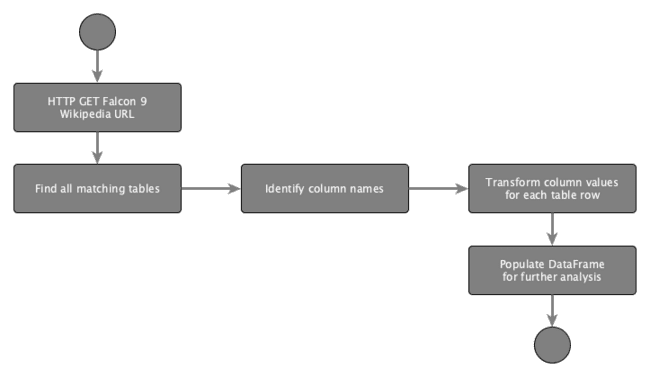 HTTP GET Falcon 9
Wikipedia URL
Find all matching tables
Identify column names
Transform column values
for each table row
Populate DataFrame
for further analysis